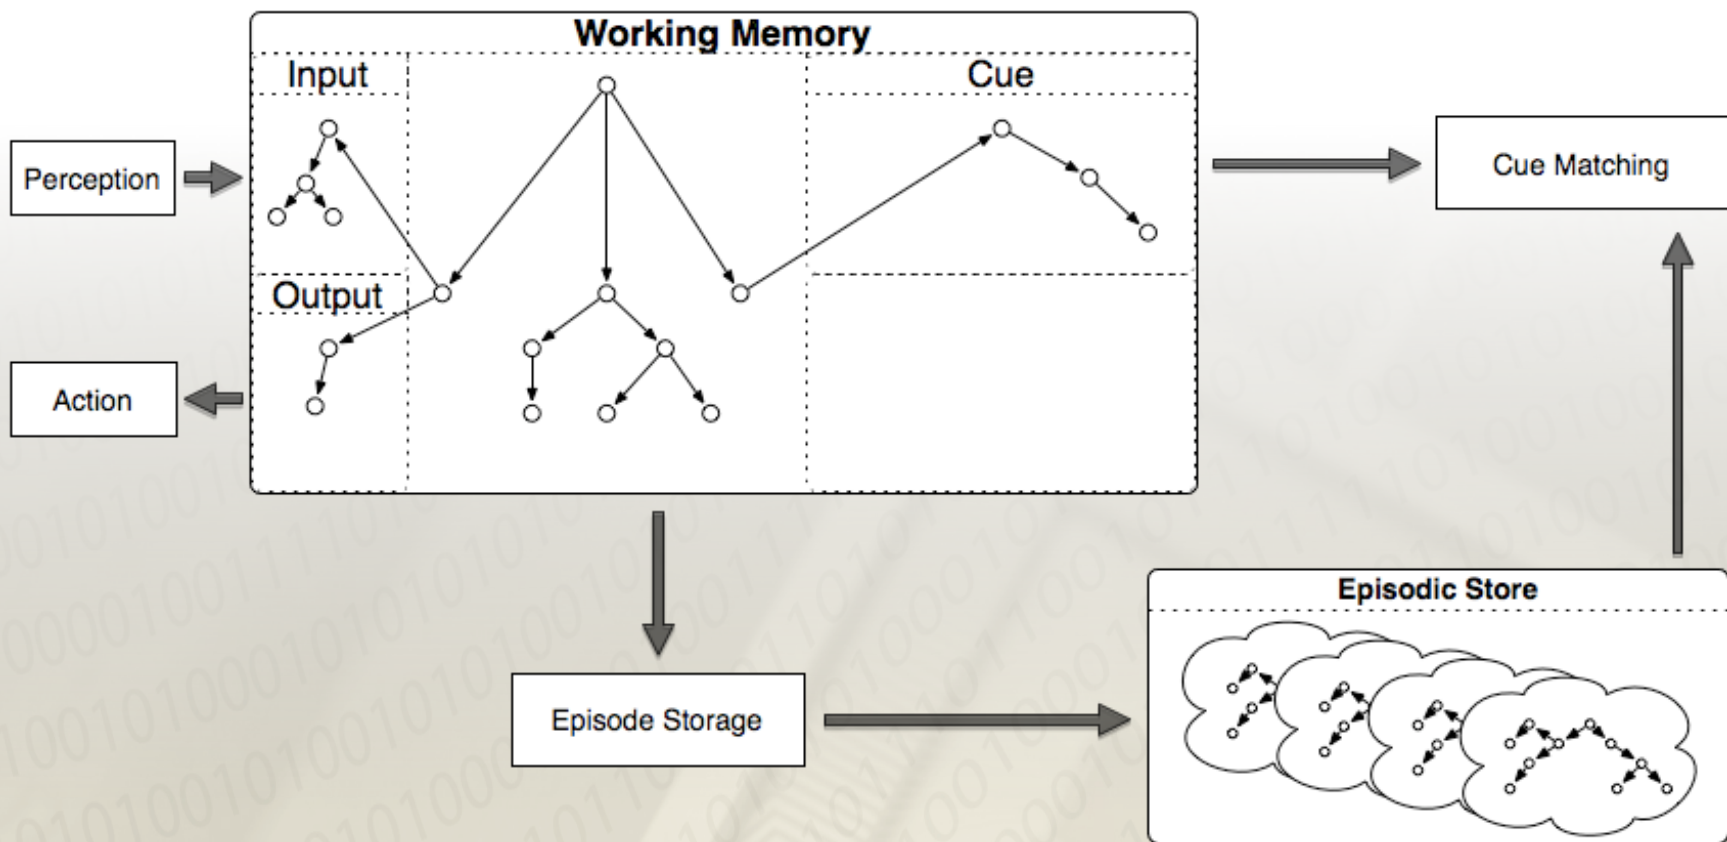 Working Memory
Input
Cue
Perception
Cue Matching
Output
Action
Episodic Store
Episode Storage